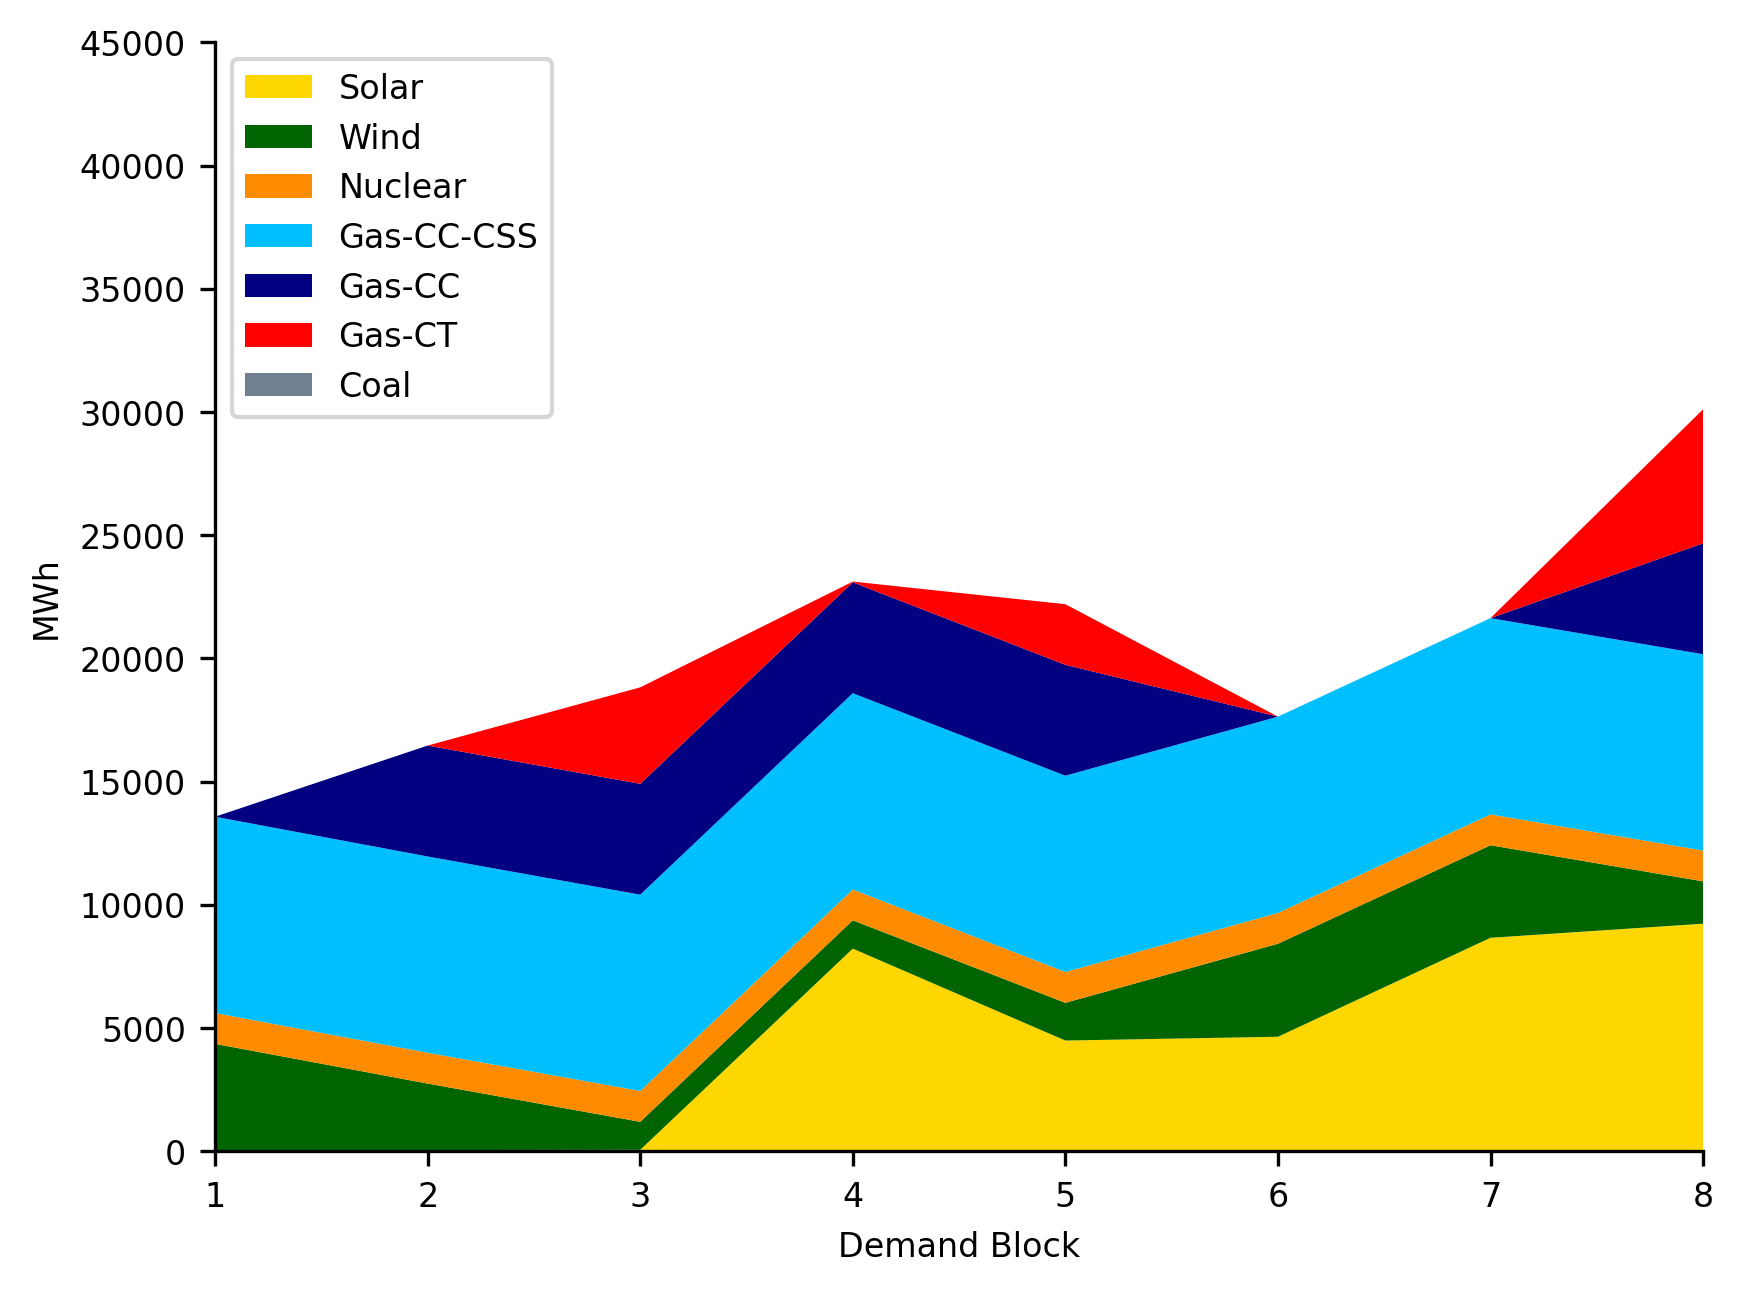 45000
40000
35000
30000
25000
20000
15000
10000
5000
0
MWh
Solar
Wind
Nuclear
Gas-CC-CSS
Gas-CC
Gas-CT
Coal
1 2 3 4 5 6 7 8
Demand Block